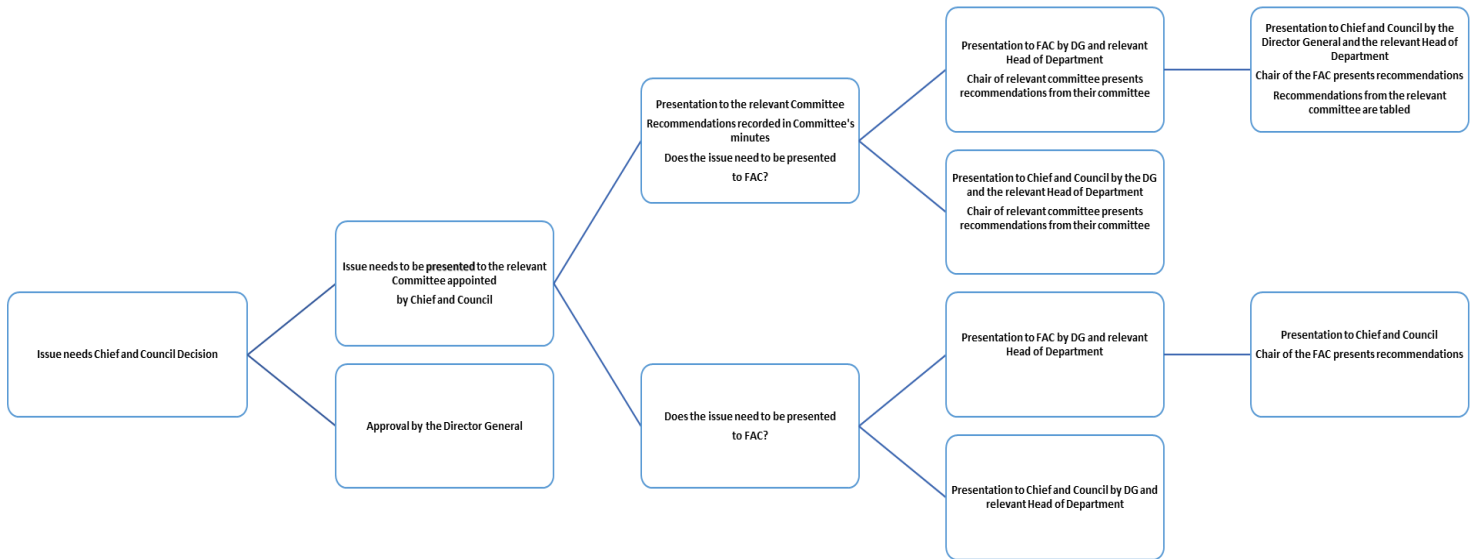 Issue needs Chief and Council Decision
Issue needs to be presented to the relevant
Committee appointed
by Chief and Council
Approval by the Director General
Presentation to the relevant Committee
Recommendations recorded in Committee's
minutes
Does the issue need to be presented
to FAC?
Does the issue need to be presented
to FAC?
Presentation to FAC by DG and relevant
Head of Department
Chair of relevant committee presents
recommendations from their committee
Presentation to Chief and Council by the DG
and the relevant Head of Department
Chair of relevant committee presents
recommendations from their committee
Presentation to FAC by DG and relevant
Head of Department
Presentation to Chief and Council by DG and
relevant Head of Department
Presentation to Chief and Council by the
Director General and the relevant Head of
Department
Chair of the FAC presents recommendations
Recommendations from the relevant
committee are tabled
Presentation to Chief and Council
Chair of the FAC presents recommendations